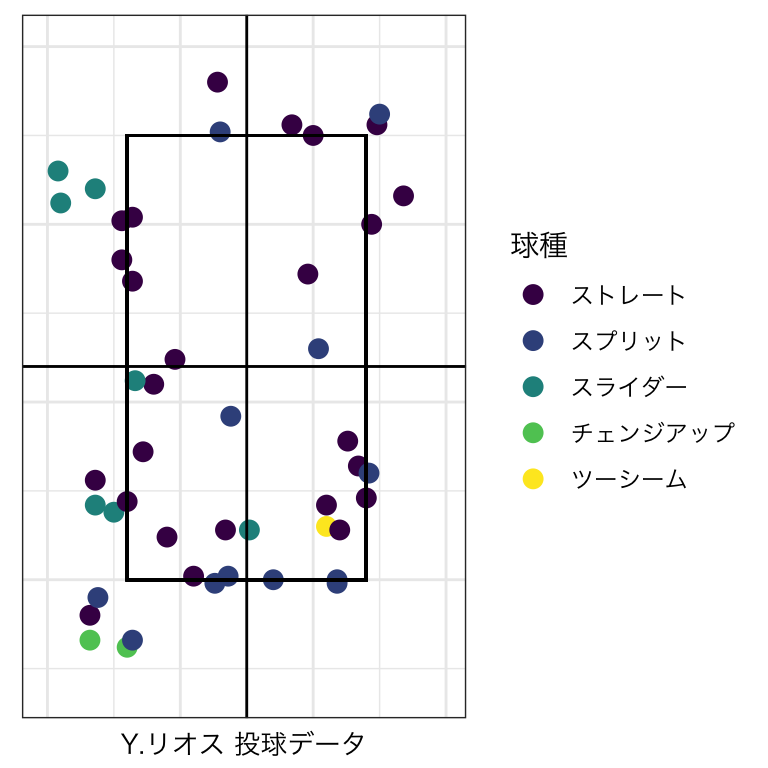 球種
ストレート
スプリット
スライダー
チェンジアップ
ツーシーム
Y.リオス 投球データ